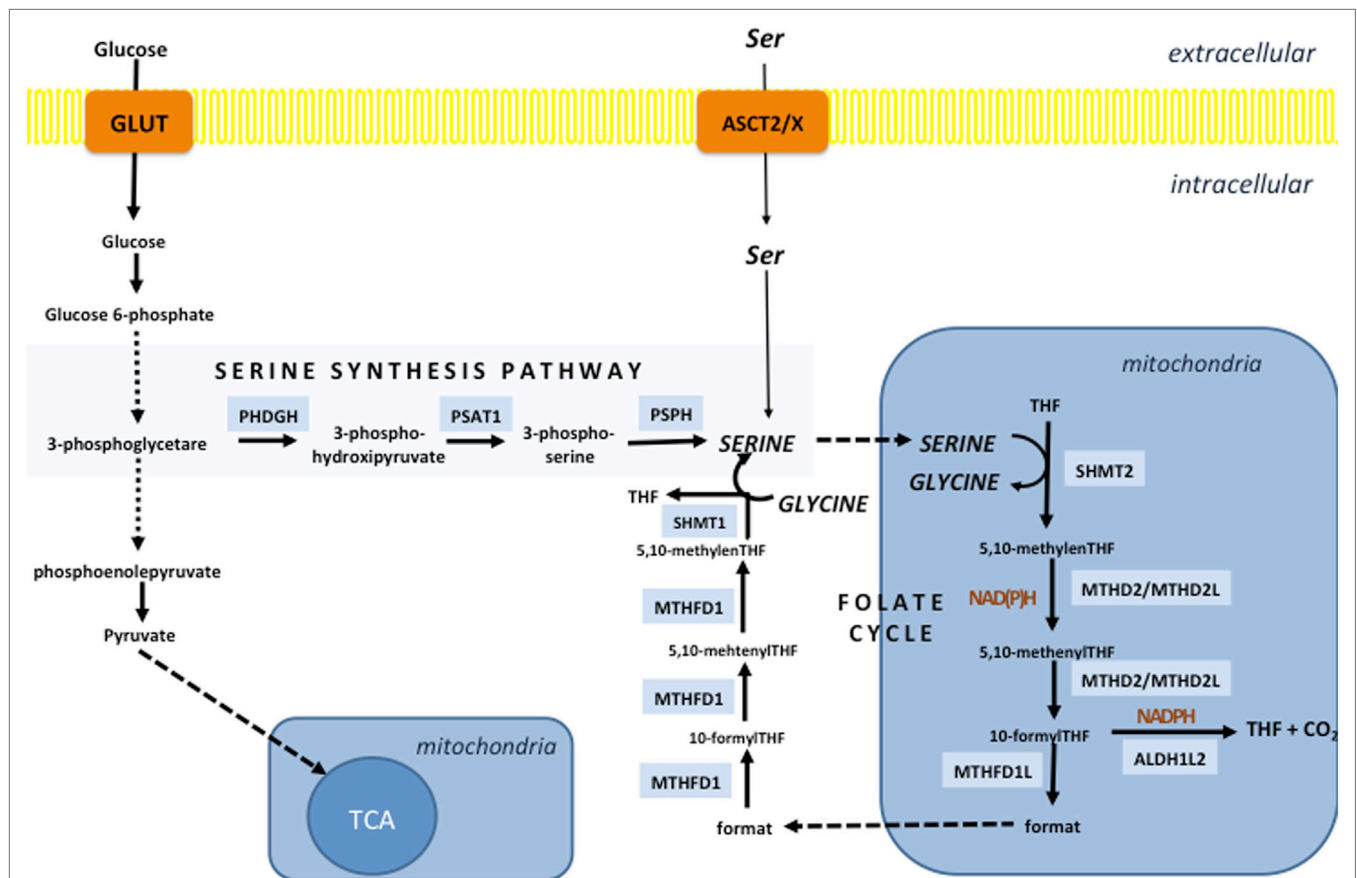 Glucose
Ser
extracellular
GLUT
ASCT2/X
intracellular
Glucose
Ser
Glucose 6-phosphate
SERINE SYNTHESIS PATHWAY
PHDGH
PSAT1
PSPH
3-phosphoglycetare
3-phospho-
hydroxipyruvate
3-phospho-
serine
SERINE
THF
GLYCINE
SHMT1
5,10-methylenTHF
MTHFD1
5,10-mehtenylTHF
MTHFD1
10-formylTHF
MTHFD1
format
phosphoenolepyruvate
Pyruvate
mitochondria
TCA
FOLATE
CYCLE
mitochondria
THF
SERINE
GLYCINE
SHMT2
5,10-methylenTHF
NAD(P)H
MTHD2/MTHD2L
5,10-methenylTHF
MTHD2/MTHD2L
10-formylTHF
NADPH
THF + CO₂
ALDH1L2
MTHFD1L
format